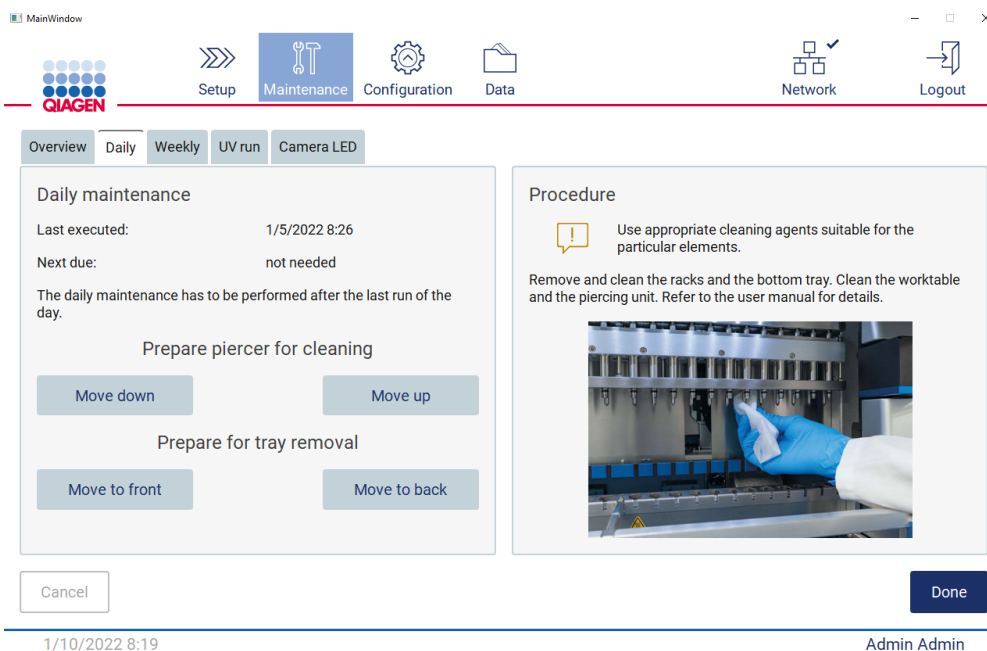 MainWindow
QIAGEN
Setup
Maintenance
Configuration
Data
Network
Logout
Overview
Daily
Weekly
UV run
Camera LED
Daily maintenance
Last executed: 1/5/2022 8:26
Next due: not needed
The daily maintenance has to be performed after the last run of the
day.
Prepare piercer for cleaning
Move down
Move up
Prepare for tray removal
Move to front
Move to back
Procedure
Use appropriate cleaning agents suitable for the
particular elements.
Remove and clean the racks and the bottom tray. Clean the worktable
and the piercing unit. Refer to the user manual for details.
Cancel
Done
1/10/2022 8:19
Admin Admin